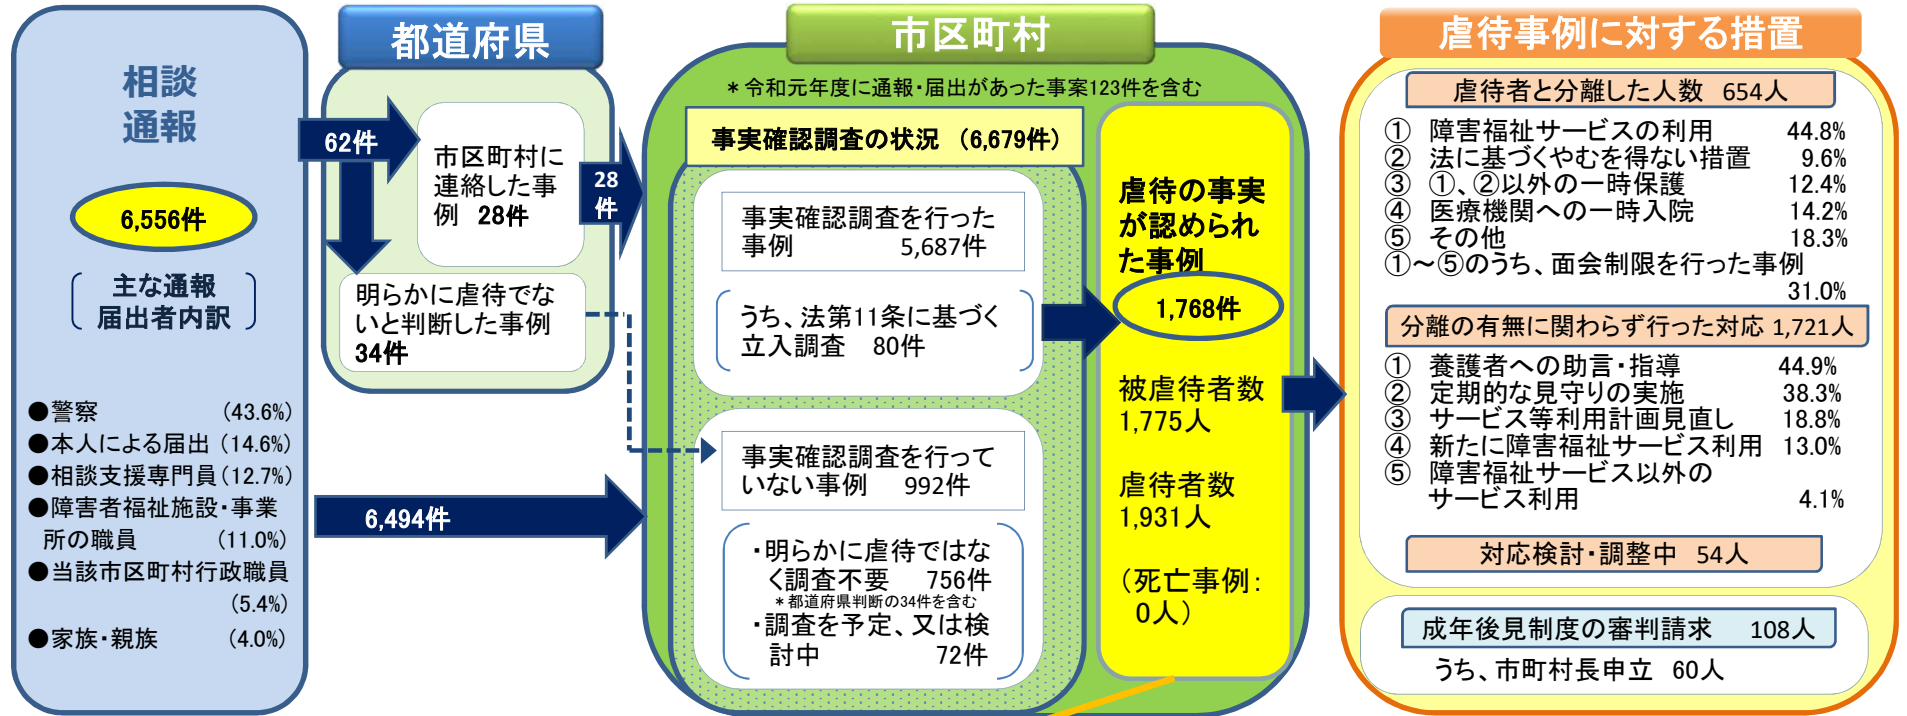 相談
通報
6,556件
主な通報
届出者内訳
●警察 (43.6%)
●本人による届出 (14.6%)
●相談支援専門員(12.7%)
●障害者福祉施設・事業
所の職員 (11.0%)
●当該市区町村行政職員
(5.4%)
●家族・親族 (4.0%)
都道府県
62件
市区町村に
連絡した事
例 28件
28
件
明らかに虐待でな
いと判断した事例
34件
6,494件
市区町村
*令和元年度に通報・届出があった事案123件を含む
事実確認調査の状況 (6,679件)
事実確認調査を行った
事例 5,687件
うち、法第11条に基づく
立入調査 80件
事実確認調査を行って
いない事例 992件
・明らかに虐待ではな
く調査不要 756件
*都道府県判断の34件を含む
・調査を予定、又は検
討中 72件
虐待の事実
が認められ
た事例
1,768件
被虐待者数
1,775人
虐待者数
1,931人
(死亡事例:
0人)
虐待事例に対する措置
虐待者と分離した人数 654人
① 障害福祉サービスの利用 44.8%
② 法に基づくやむを得ない措置 9.6%
③ ①、②以外の一時保護 12.4%
④ 医療機関への一時入院 14.2%
⑤ その他 18.3%
①~⑤のうち、面会制限を行った事例
31.0%
分離の有無に関わらず行った対応 1,721人
① 養護者への助言・指導 44.9%
② 定期的な見守りの実施 38.3%
③ サービス等利用計画見直し 18.8%
④ 新たに障害福祉サービス利用 13.0%
⑤ 障害福祉サービス以外の
サービス利用 4.1%
対応検討・調整中 54人
成年後見制度の審判請求 108人
うち、市町村長申立 60人